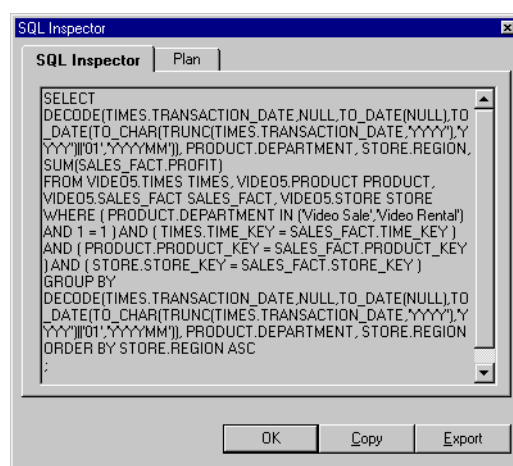 SQL Inspector
SQL Inspector Plan
SELECT
DECODE(TIMES.TRANSACTION_DATE,NULL,TO_DATE(NULL),TO
_DATE(TO_CHAR(TRUNC(TIMES.TRANSACTION_DATE,'YYYY'),'Y
YYY')||'01','YYYYMM')), PRODUCT.DEPARTMENT, STORE.REGION,
SUM(SALES_FACT.PROFIT)
FROM VIDEO5.TIMES TIMES, VIDEO5.PRODUCT PRODUCT,
VIDEO5.SALES_FACT SALES_FACT, VIDEO5.STORE STORE
WHERE ( PRODUCT.DEPARTMENT IN ('Video Sale','Video Rental')
AND 1 = 1 ) AND ( TIMES.TIME_KEY = SALES_FACT.TIME_KEY )
AND ( PRODUCT.PRODUCT_KEY = SALES_FACT.PRODUCT_KEY
) AND ( STORE.STORE_KEY = SALES_FACT.STORE_KEY )
GROUP BY
DECODE(TIMES.TRANSACTION_DATE,NULL,TO_DATE(NULL),TO
_DATE(TO_CHAR(TRUNC(TIMES.TRANSACTION_DATE,'YYYY'),'Y
YYY')||'01','YYYYMM')), PRODUCT.DEPARTMENT, STORE.REGION
ORDER BY STORE.REGION ASC
;
OK Copy Export